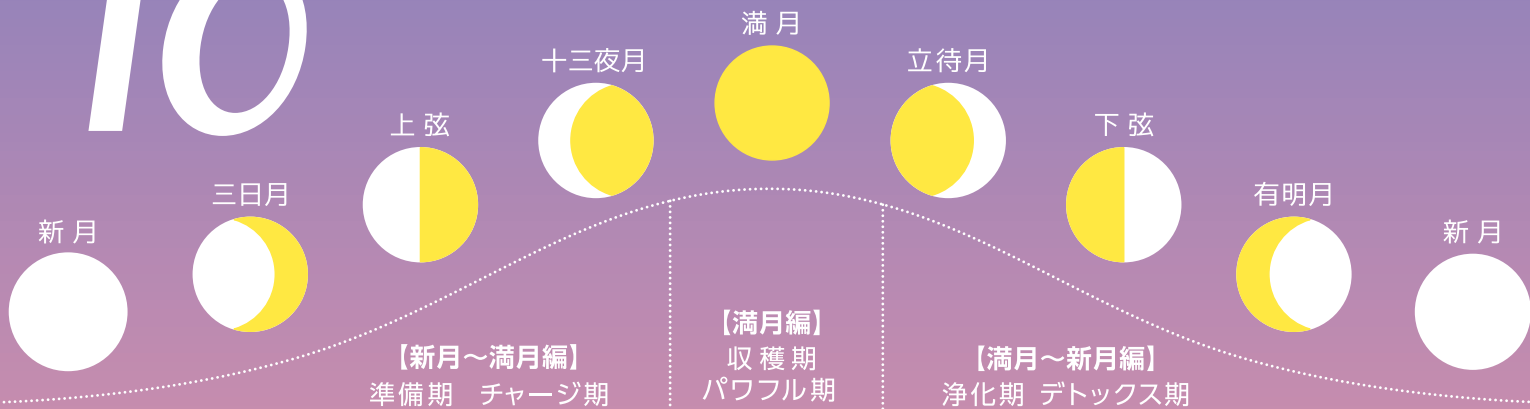 10
満月
十三夜月
立待月
上弦
下弦
三日月
有明月
新月
新月
【満月編】
収穫期
パワフル期
【新月～満月編】
準備期 チャージ期
【満月～新月編】
浄化期 デトックス期